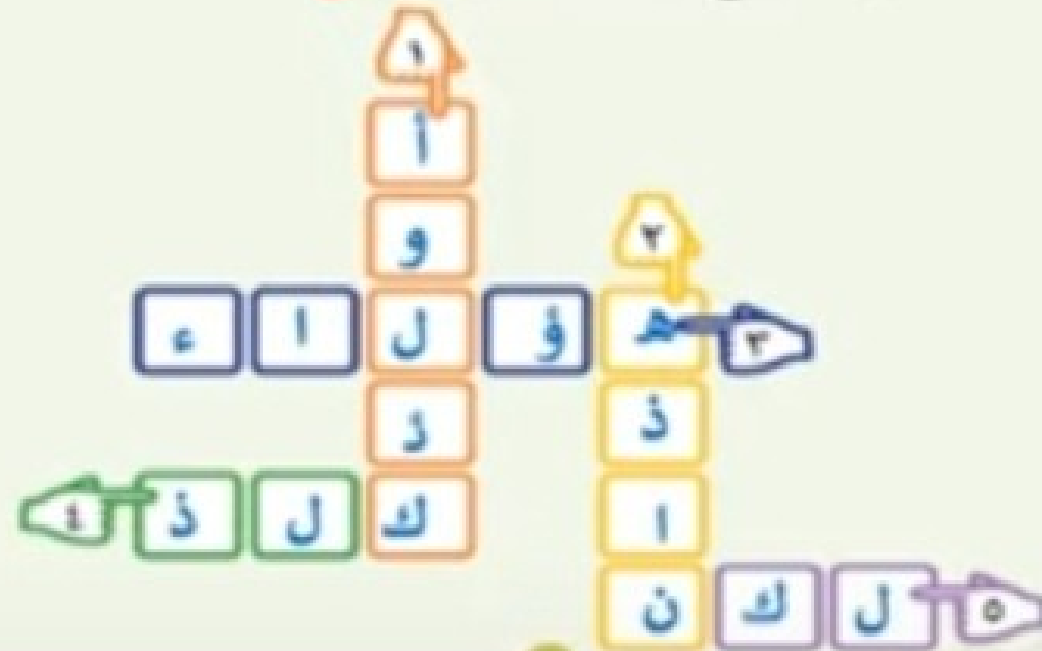 ١
أ
٢ و
٣ هـ ؤ ل ا ء
ذ ئ
ا ك ل ذ ٤
٥ ل ك ن